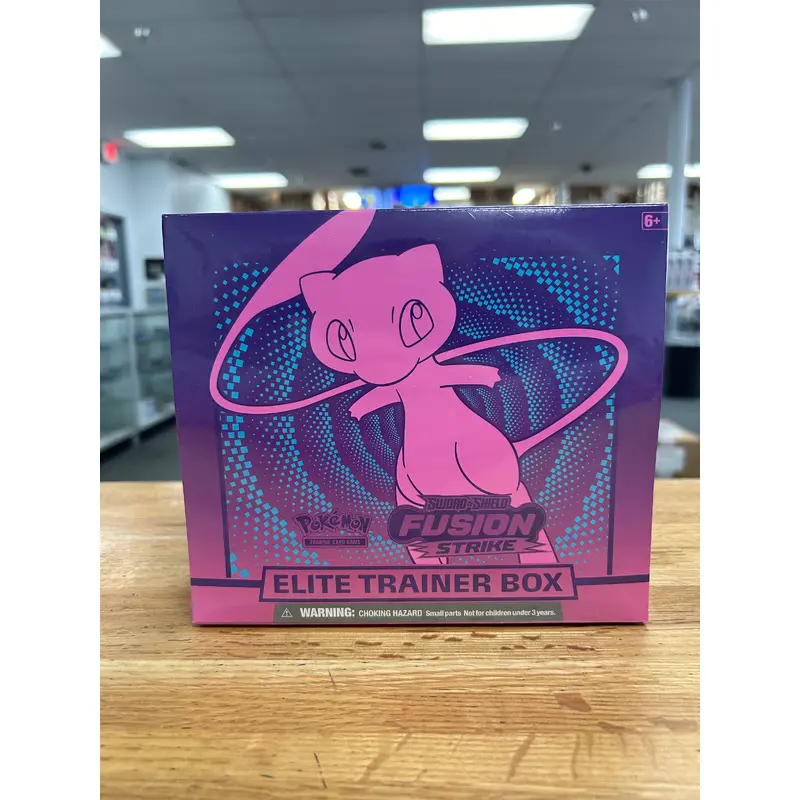 6+
SWORD & SHIELD
POKéMON
FUSION
TRADING CARD GAME
STRIKE
ELITE TRAINER BOX
WARNING: CHOKING HAZARD Small parts Not for children under 3 years.